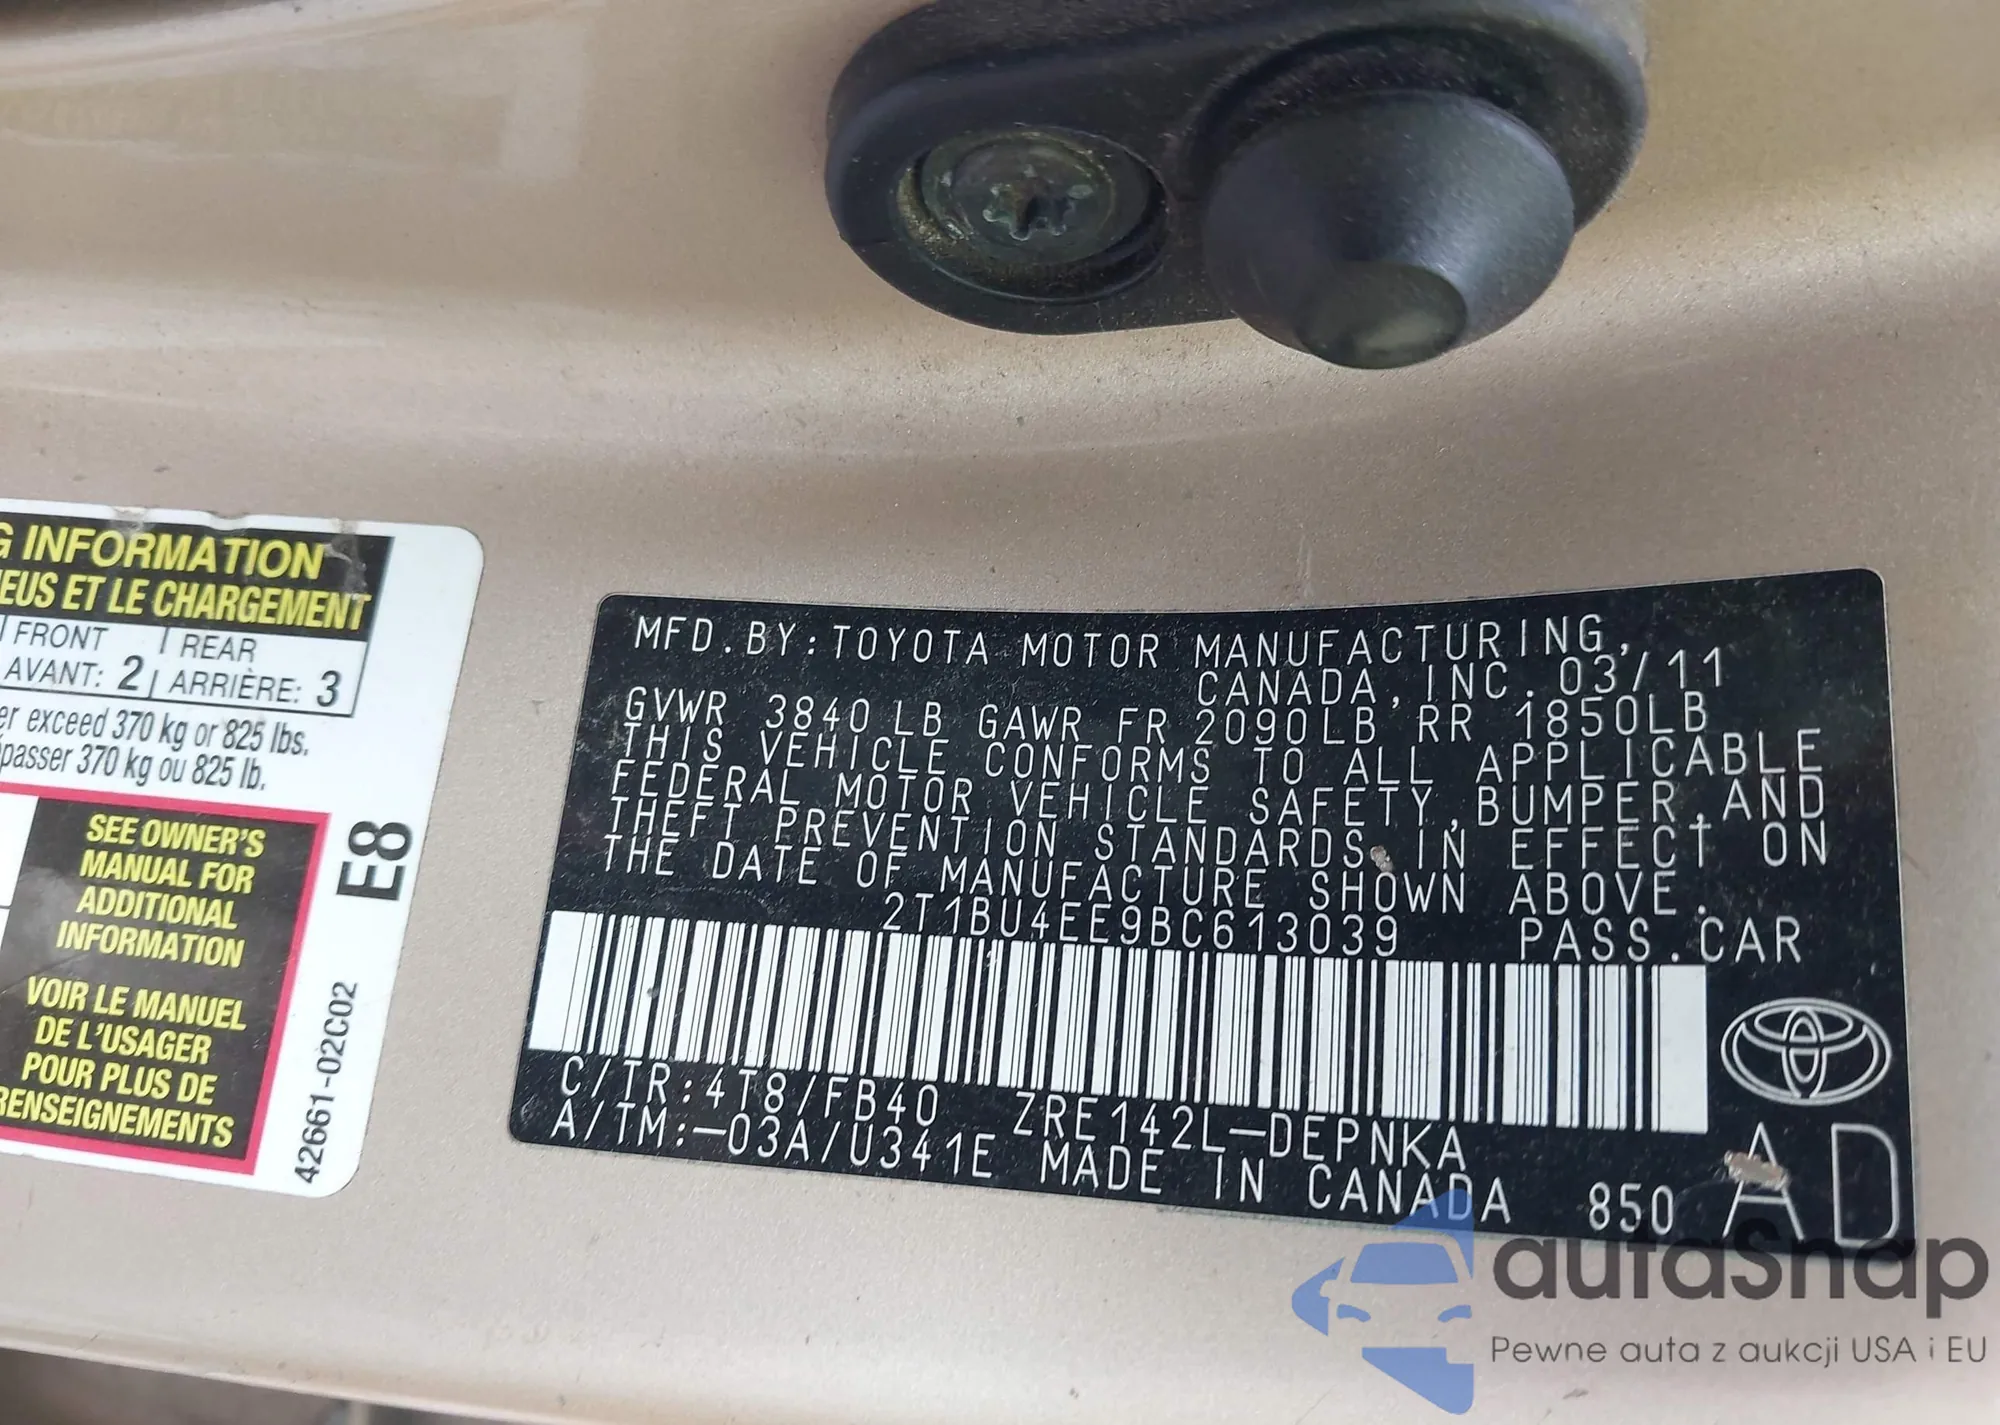 G INFORMATION
NEUS ET LE CHARGEMENT
FRONT REAR
AVANT: 2 ARRIÈRE: 3
er exceed 370 kg or 825 lbs.
passer 370 kg ou 825 lb.
SEE OWNER'S
MANUAL FOR
ADDITIONAL
INFORMATION
VOIR LE MANUEL
DE L'USAGER
POUR PLUS DE
RENSEIGNEMENTS
E8
42661-02C02
MFD.BY:TOYOTA MOTOR MANUFACTURING,
CANADA,INC.03/11
GVWR 3840LB GAWR FR 2090LB RR 1850LB
THIS VEHICLE CONFORMS TO ALL APPLICABLE
FEDERAL MOTOR VEHICLE SAFETY,BUMPER,AND
THEFT PREVENTION STANDARDS IN EFFECT ON
THE DATE OF MANUFACTURE SHOWN ABOVE.
2T1BU4EE9BC613039 PASS.CAR
C/TR:4T8/FB40 ZRE142L-DEPNKA
A/TM:-03A/U341E MADE IN CANADA 850 AD
autaSnap
Pewne auta z aukcji USA i EU